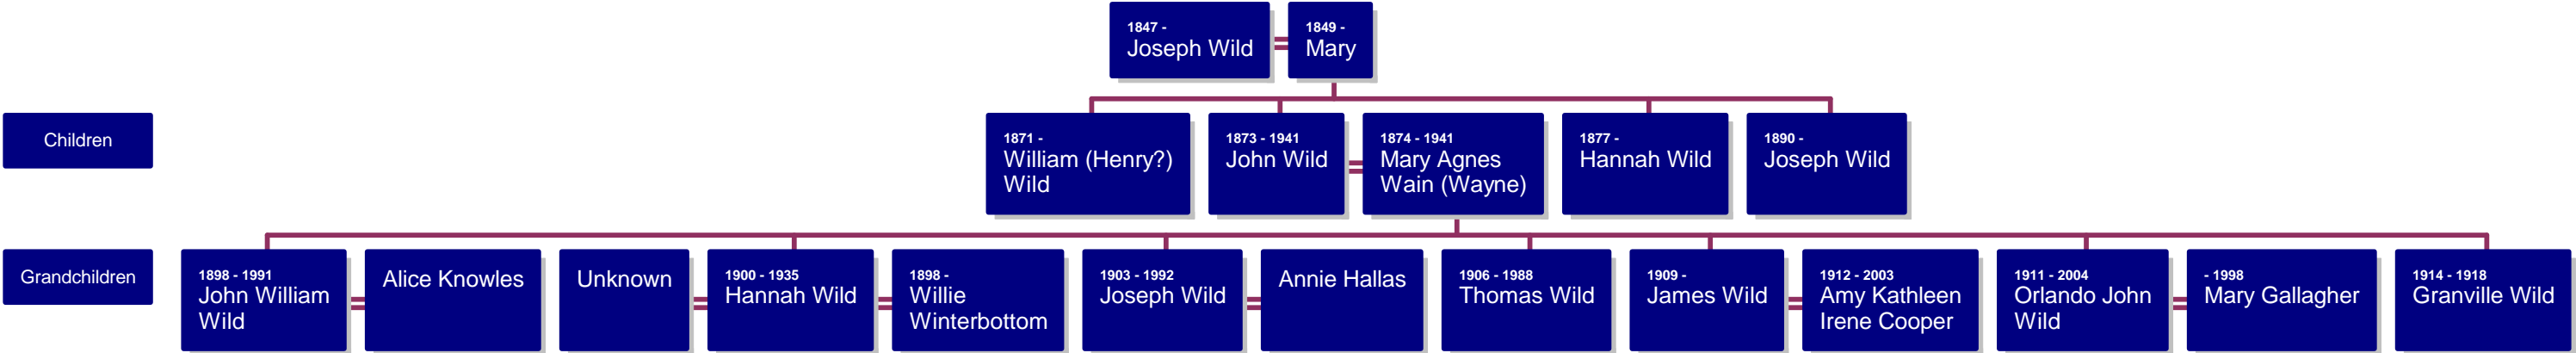 1847 -
Joseph Wild
1849 -
Mary
Children
1871 -
William (Henry?)
Wild
1873 - 1941
John Wild
1874 - 1941
Mary Agnes
Wain (Wayne)
1877 -
Hannah Wild
1890 -
Joseph Wild
Grandchildren
1898 - 1991
John William
Wild
Alice Knowles
Unknown
1900 - 1935
Hannah Wild
1898 -
Willie
Winterbottom
1903 - 1992
Joseph Wild
Annie Hallas
1906 - 1988
Thomas Wild
1909 -
James Wild
1912 - 2003
Amy Kathleen
Irene Cooper
1911 - 2004
Orlando John
Wild
- 1998
Mary Gallagher
1914 - 1918
Granville Wild